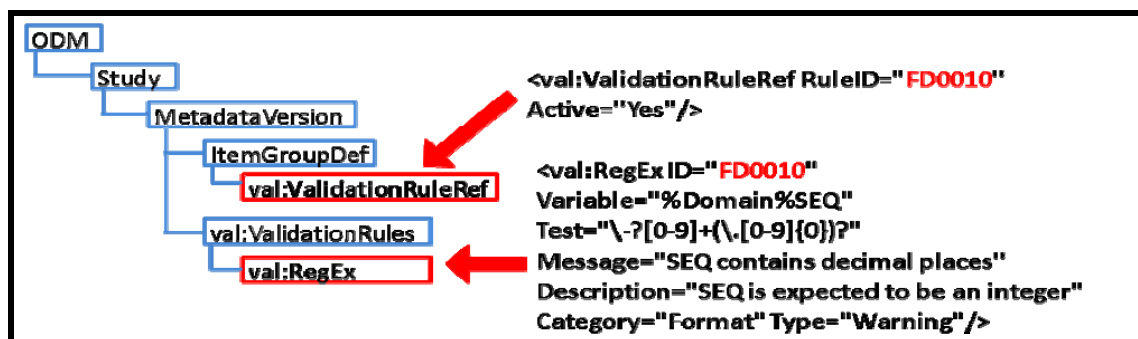 ODM
Study
MetadataVersion
ItemGroupDef
val:ValidationRuleRef
val:ValidationRules
val:RegEx
<val:ValidationRuleRef RuleID="FD0010"
Active="Yes"/>
<val:RegEx ID="FD0010"
Variable="%Domain%SEQ"
Test="\-?[0-9]+(\.[0-9]{0})?"
Message="SEQ contains decimal places"
Description="SEQ is expected to be an integer"
Category="Format" Type="Warning"/>